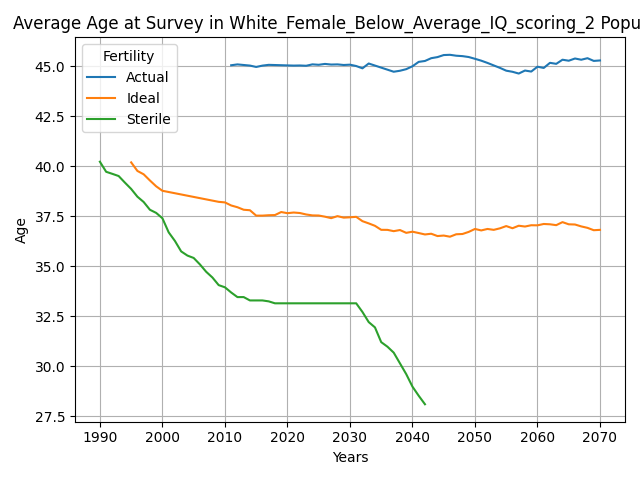 Average Age at Survey in White_Female_Below_Average_IQ_scoring_2 Popu
Fertility
Actual
Ideal
Sterile
45.0
42.5
40.0
37.5
35.0
32.5
30.0
27.5
Age
1990 2000 2010 2020 2030 2040 2050 2060 2070
Years